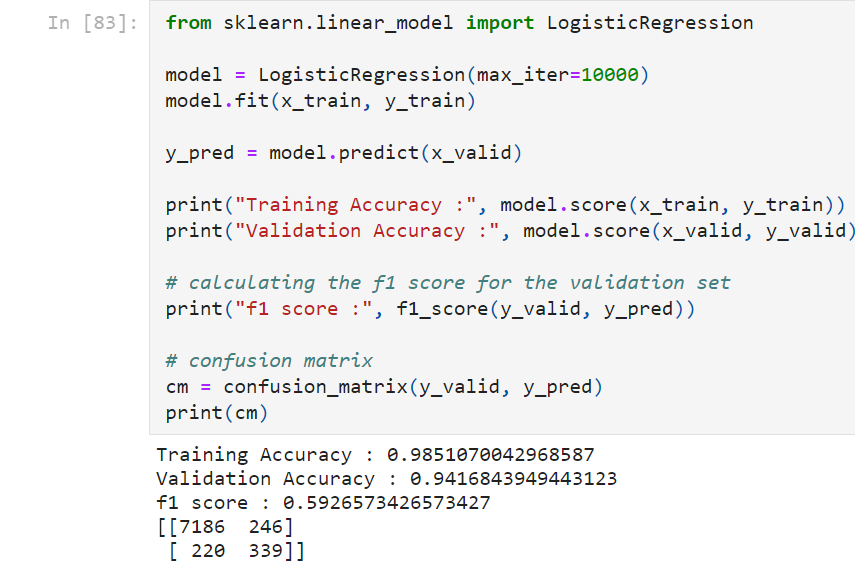 In [83]:
from sklearn.linear_model import LogisticRegression
model = LogisticRegression(max_iter=10000)
model.fit(x_train, y_train)
y_pred = model.predict(x_valid)
print("Training Accuracy :", model.score(x_train, y_train))
print("Validation Accuracy :", model.score(x_valid, y_valid)
# calculating the f1 score for the validation set
print("f1 score :", f1_score(y_valid, y_pred))
# confusion matrix
cm = confusion_matrix(y_valid, y_pred)
print(cm)
Training Accuracy : 0.9851070042968587
Validation Accuracy : 0.9416843949443123
f1 score : 0.5926573426573427
[[7186  246]
 [ 220  339]]